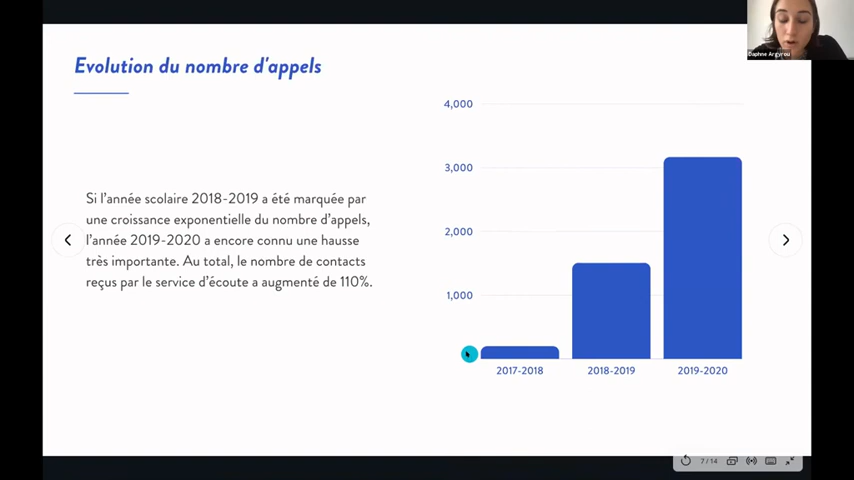 Daphne Argyrou
Evolution du nombre d'appels
Si l'année scolaire 2018-2019 a été marquée par
une croissance exponentielle du nombre d'appels,
l'année 2019-2020 a encore connu une hausse
très importante. Au total, le nombre de contacts
reçus par le service d'écoute a augmenté de 110%.
4,000
3,000
2,000
1,000
2017-2018
2018-2019
2019-2020
7/14